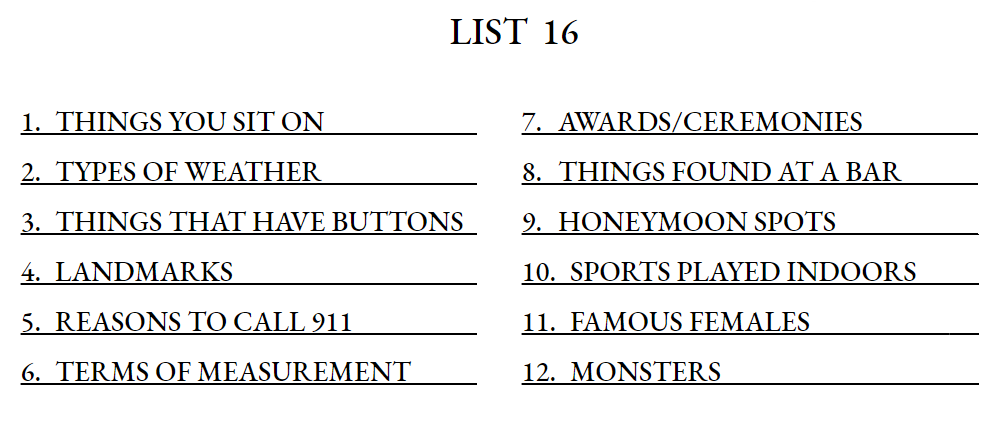 LIST 16
1. THINGS YOU SIT ON
2. TYPES OF WEATHER
3. THINGS THAT HAVE BUTTONS
4. LANDMARKS
5. REASONS TO CALL 911
6. TERMS OF MEASUREMENT
7. AWARDS/CEREMONIES
8. THINGS FOUND AT A BAR
9. HONEYMOON SPOTS
10. SPORTS PLAYED INDOORS
11. FAMOUS FEMALES
12. MONSTERS